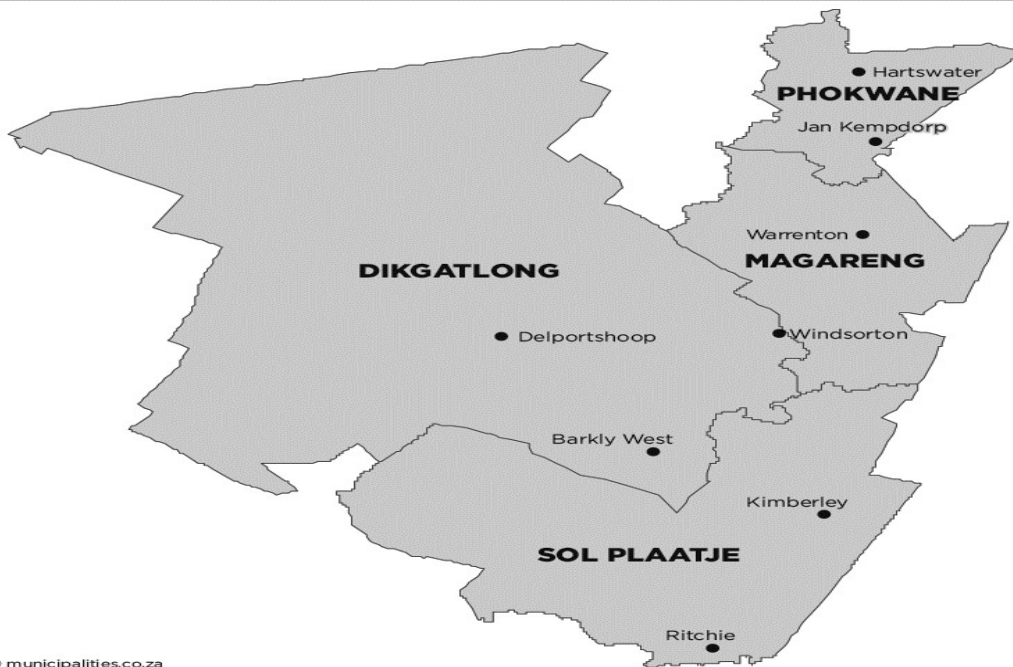 Hartswater
PHOKWANE
Jan Kempdorp
Warrenton
MAGARENG
DIKGATLONG
Windsorton
Delportshoop
Barkly West
Kimberley
SOL PLAATJE
Ritchie
municipalities.co.za